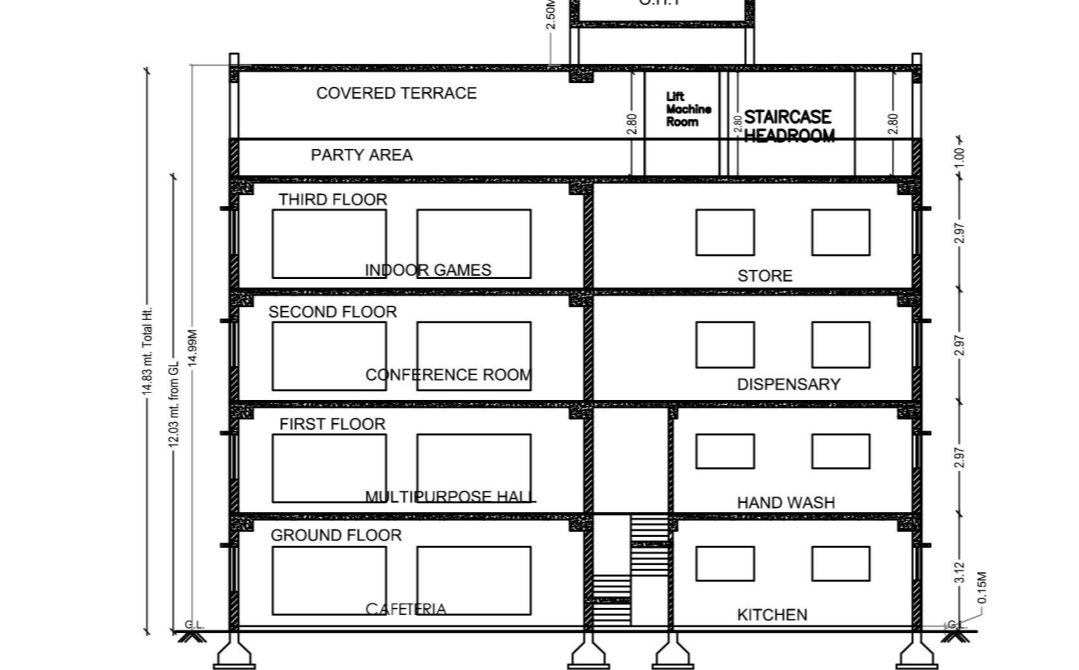 O.H.T
2.50M
COVERED TERRACE
Lift
Machine
Room
STAIRCASE
HEADROOM
2.80
2.80
2.80
PARTY AREA
1.00
THIRD FLOOR
INDOOR GAMES
STORE
2.97
SECOND FLOOR
CONFERENCE ROOM
DISPENSARY
2.97
14.83 mt. Total Ht.
12.03 mt. from GL
14.99M
FIRST FLOOR
MULTIPURPOSE HALL
HAND WASH
2.97
GROUND FLOOR
CAFETERIA
KITCHEN
3.12
0.15M
G.L.
G.L.